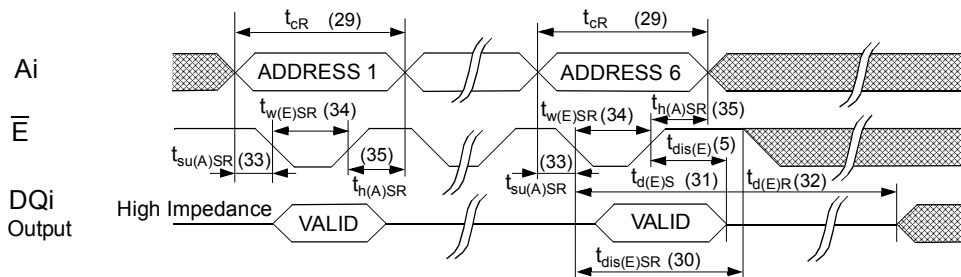 tcR (29) tcR (29)
Ai ADDRESS 1 ADDRESS 6
tw(E)SR (34) tw(E)SR (34) th(A)SR (35)
E
tsu(A)SR (33) (35) th(A)SR tsu(A)SR (33) tdis(E) (5)
td(E)S (31) td(E)R (32)
DQi
Output
High Impedance VALID VALID
tdis(E)SR (30)